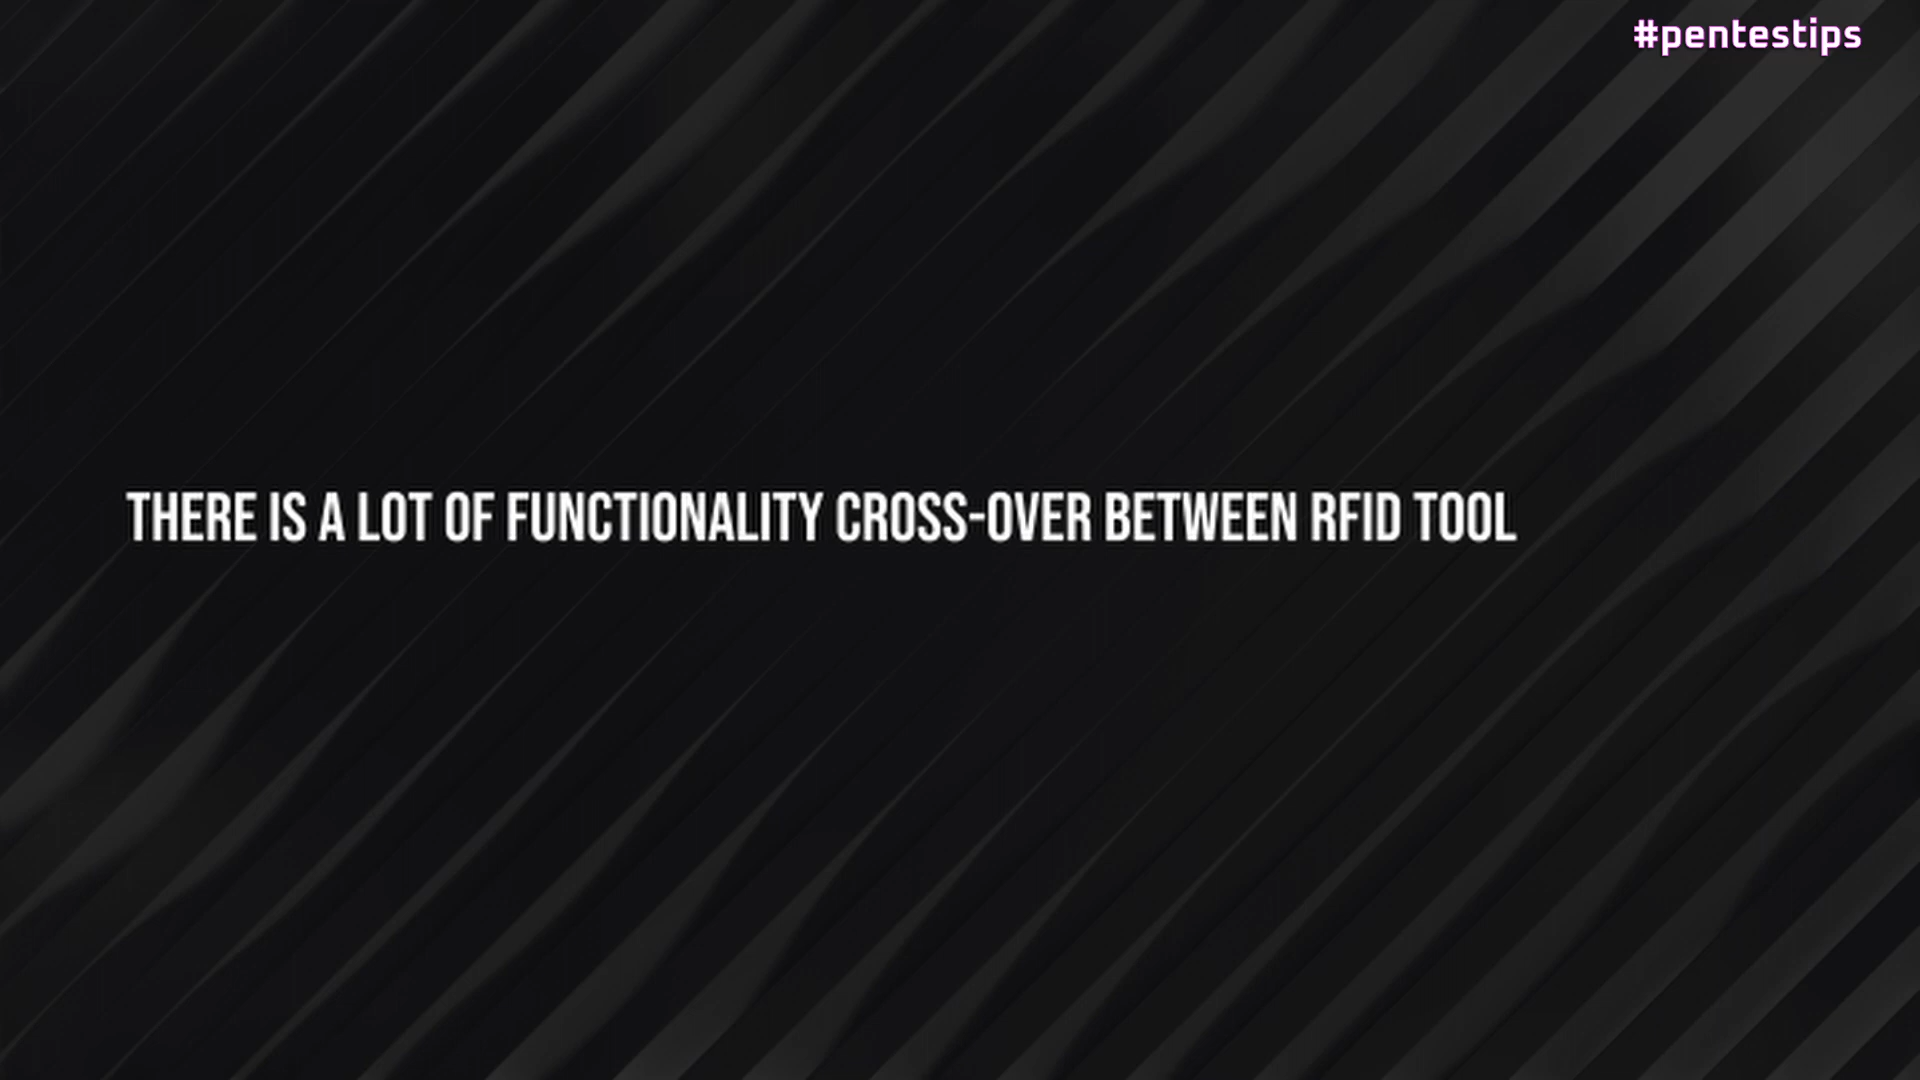 #pentestips
THERE IS A LOT OF FUNCTIONALITY CROSS-OVER BETWEEN RFID TOOL